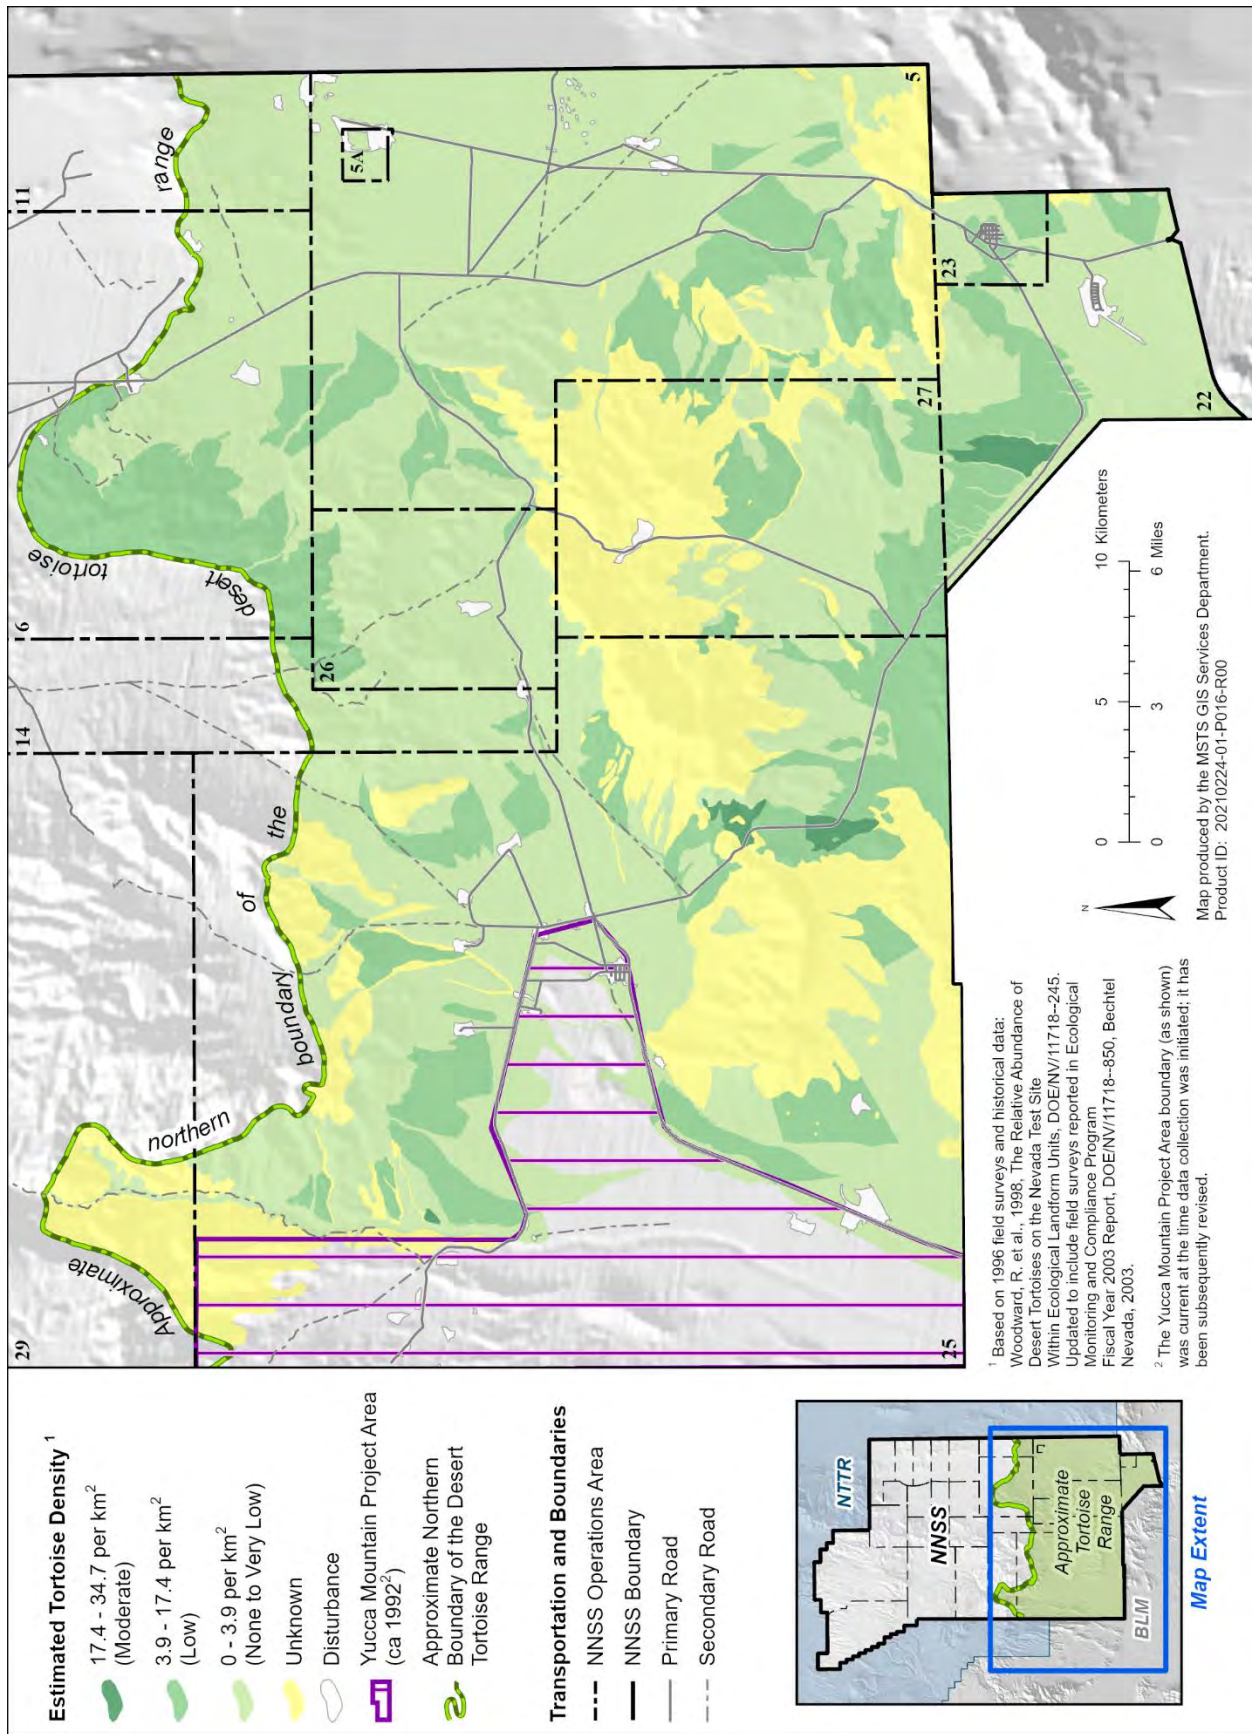 Estimated Tortoise Density 1
17.4 - 34.7 per km2
(Moderate)
3.9 - 17.4 per km2
(Low)
0 - 3.9 per km2
(None to Very Low)
Unknown
Disturbance
Yucca Mountain Project Area
(ca 19922)
Approximate Northern
Boundary of the Desert
Tortoise Range
Transportation and Boundaries
NNSS Operations Area
NNSS Boundary
Primary Road
Secondary Road
NTTR
NNSS
Approximate
Tortoise
Range
BLM
Map Extent
29
14
6
11
Approximate northern boundary of the desert tortoise range
26
5A
5
23
27
22
25
1 Based on 1996 field surveys and historical data:
Woodward, R. et al., 1998, The Relative Abundance of
Desert Tortoises on the Nevada Test Site
Within Ecological Landform Units, DOE/NV/11718--245.
Updated to include field surveys reported in Ecological
Monitoring and Compliance Program
Fiscal Year 2003 Report, DOE/NV/11718--850, Bechtel
Nevada, 2003.
2 The Yucca Mountain Project Area boundary (as shown)
was current at the time data collection was initiated; it has
been subsequently revised.
N
0 5 10 Kilometers
0 3 6 Miles
Map produced by the MSTS GIS Services Department.
Product ID: 20210224-01-P016-R00